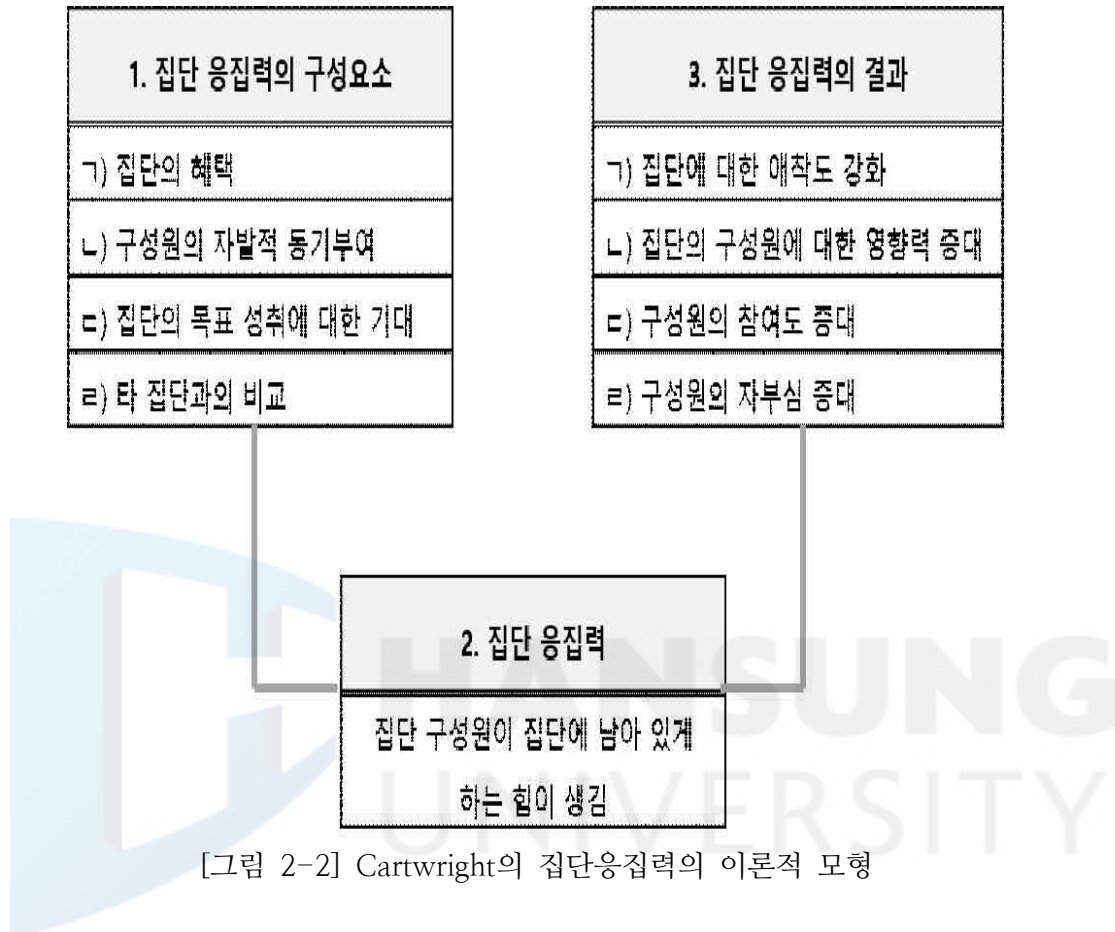 1. 집단 응집력의 구성요소
ㄱ) 집단의 혜택
ㄴ) 구성원의 자발적 동기부여
ㄷ) 집단의 목표 성취에 대한 기대
ㄹ) 타 집단과의 비교
3. 집단 응집력의 결과
ㄱ) 집단에 대한 애착도 강화
ㄴ) 집단의 구성원에 대한 영향력 증대
ㄷ) 구성원의 참여도 증대
ㄹ) 구성원의 자부심 증대
2. 집단 응집력
집단 구성원이 집단에 남아 있게
하는 힘이 생김
HANSUNG
UNIVERSITY
[그림 2-2] Cartwright의 집단응집력의 이론적 모형